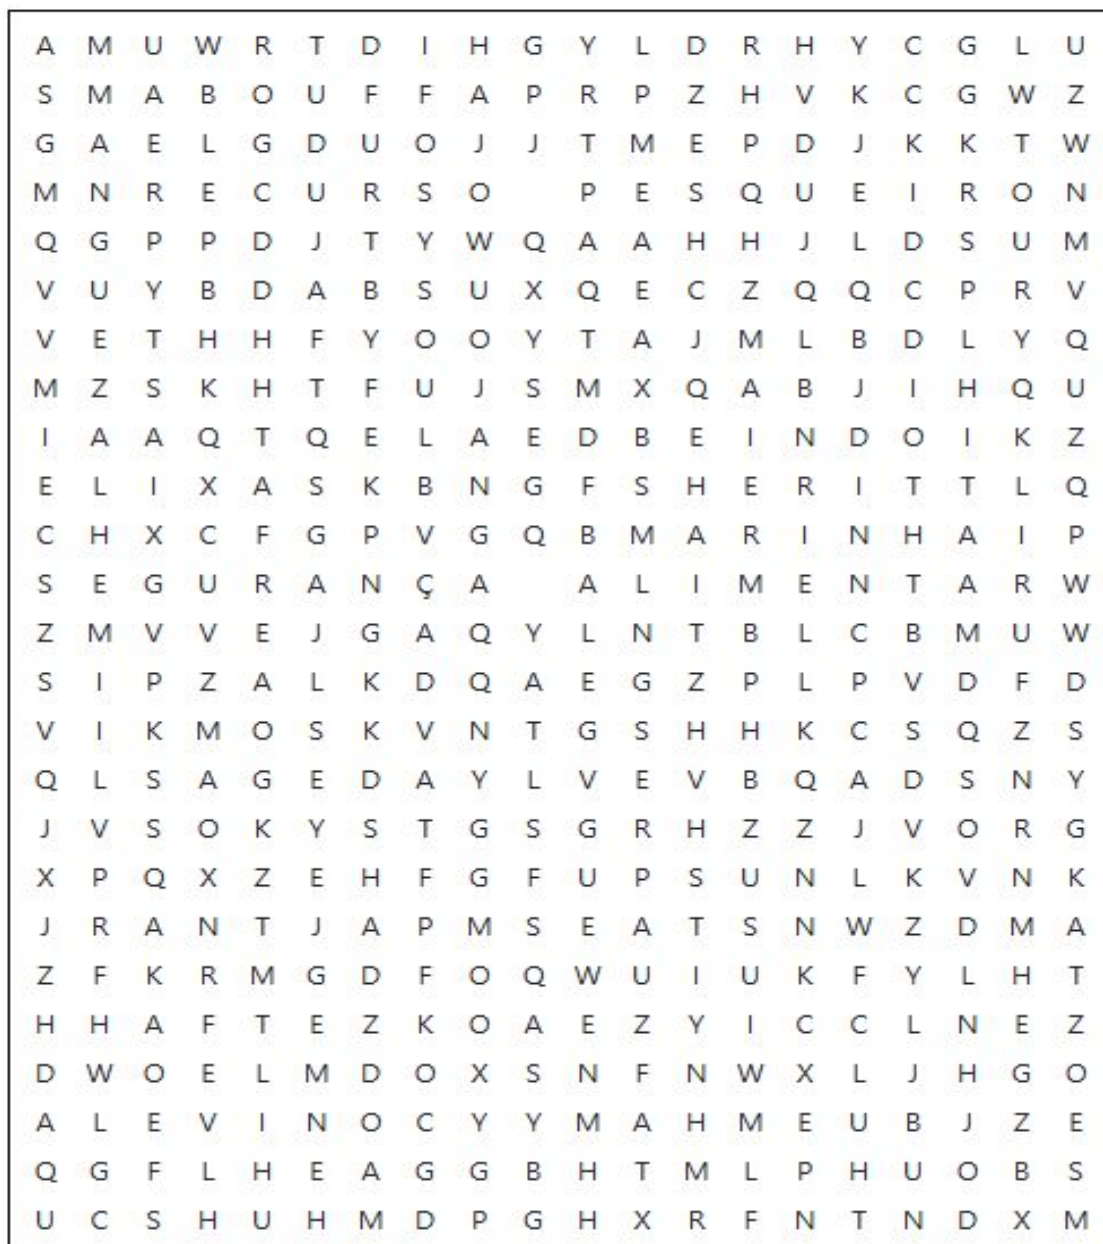 A M U W R T D I H G Y L D R H Y C G L U
S M A B O U F F A P R P Z H V K C G W Z
G A E L G D U O J J T M E P D J K K T W
M N R E C U R S O P E S Q U E I R O N
Q G P P D J T Y W Q A A H H J L D S U M
V U Y B D A B S U X Q E C Z Q Q C P R V
V E T H H F Y O O Y T A J M L B D L Y Q
M Z S K H T F U J S M X Q A B J I H Q U
I A A Q T Q E L A E D B E I N D O I K Z
E L I X A S K B N G F S H E R I T T L Q
C H X C F G P V G Q B M A R I N H A I P
S E G U R A N Ç A A L I M E N T A R W
Z M V V E J G A Q Y L N T B L C B M U W
S I P Z A L K D Q A E G Z P L P V D F D
V I K M O S K V N T G S H H K C S Q Z S
Q L S A G E D A Y L V E V B Q A D S N Y
J V S O K Y S T G S G R H Z Z J V O R G
X P Q X Z E H F G F U P S U N L K V N K
J R A N T J A P M S E A T S N W Z D M A
Z F K R M G D F O Q W U I U K F Y L H T
H H A F T E Z K O A E Z Y I C C L N E Z
D W O E L M D O X S N F N W X L J H G O
A L E V I N O C Y Y M A H M E U B J Z E
Q G F L H E A G G B H T M L P H U O B S
U C S H U H M D P G H X R F N T N D X M